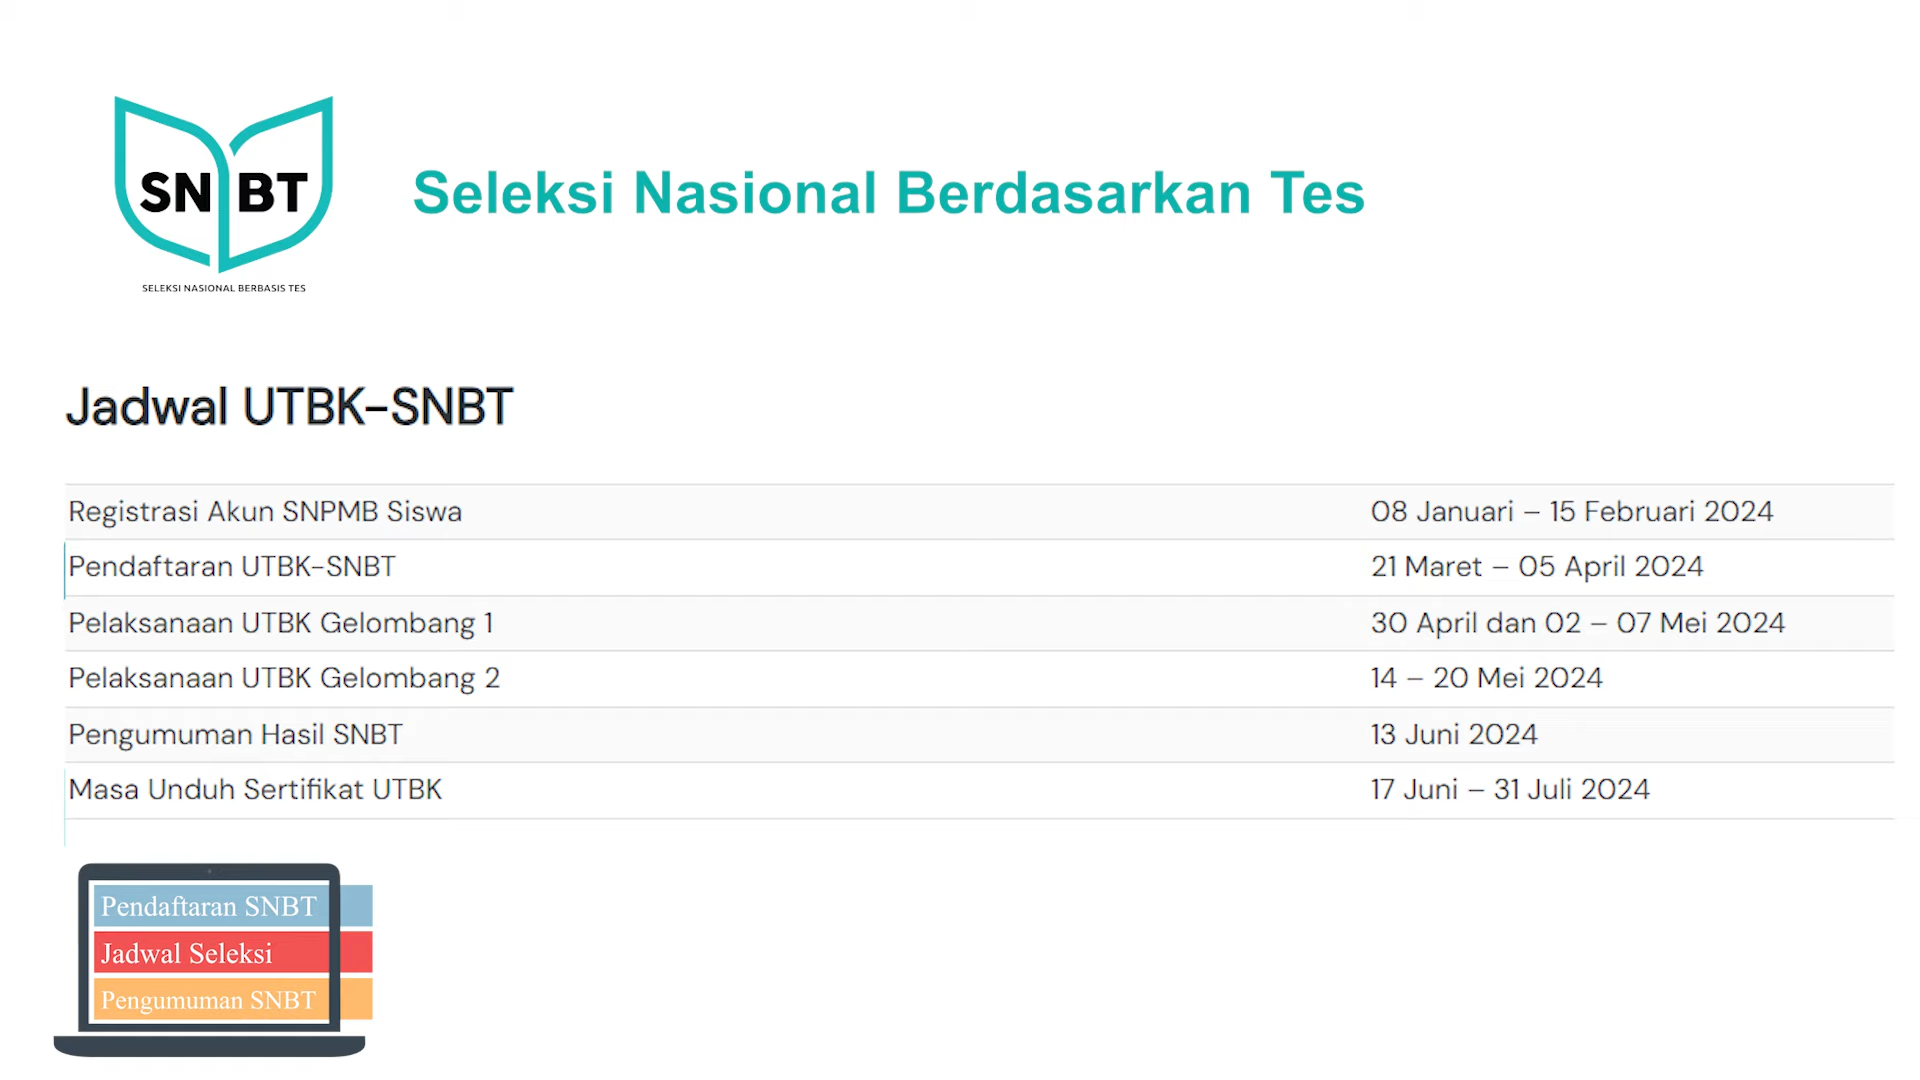 SNBT
SELEKSI NASIONAL BERBASIS TES
Seleksi Nasional Berdasarkan Tes
Jadwal UTBK-SNBT
Registrasi Akun SNPMB Siswa 08 Januari – 15 Februari 2024
Pendaftaran UTBK-SNBT 21 Maret – 05 April 2024
Pelaksanaan UTBK Gelombang 1 30 April dan 02 – 07 Mei 2024
Pelaksanaan UTBK Gelombang 2 14 – 20 Mei 2024
Pengumuman Hasil SNBT 13 Juni 2024
Masa Unduh Sertifikat UTBK 17 Juni – 31 Juli 2024
Pendaftaran SNBT
Jadwal Seleksi
Pengumuman SNBT